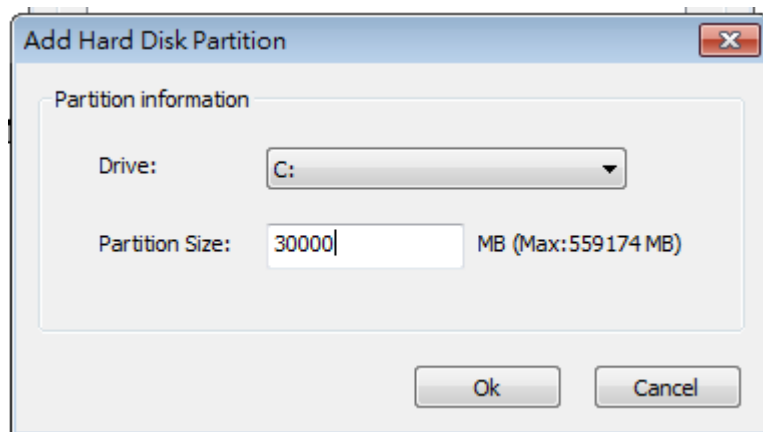 Add Hard Disk Partition
Partition information
Drive: C:
Partition Size: 30000 MB (Max:559174 MB)
Ok Cancel